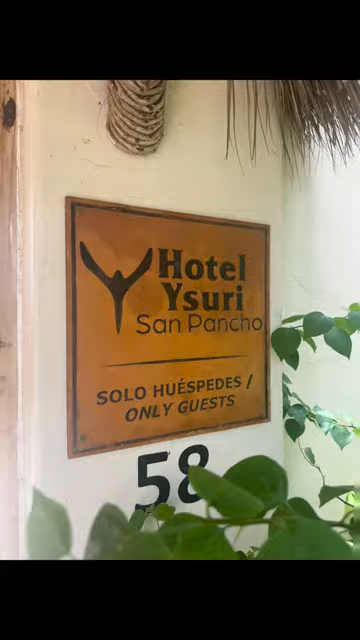 Hotel
Ysuri
San Pancho
SOLO HUÉSPEDES /
ONLY GUESTS
58